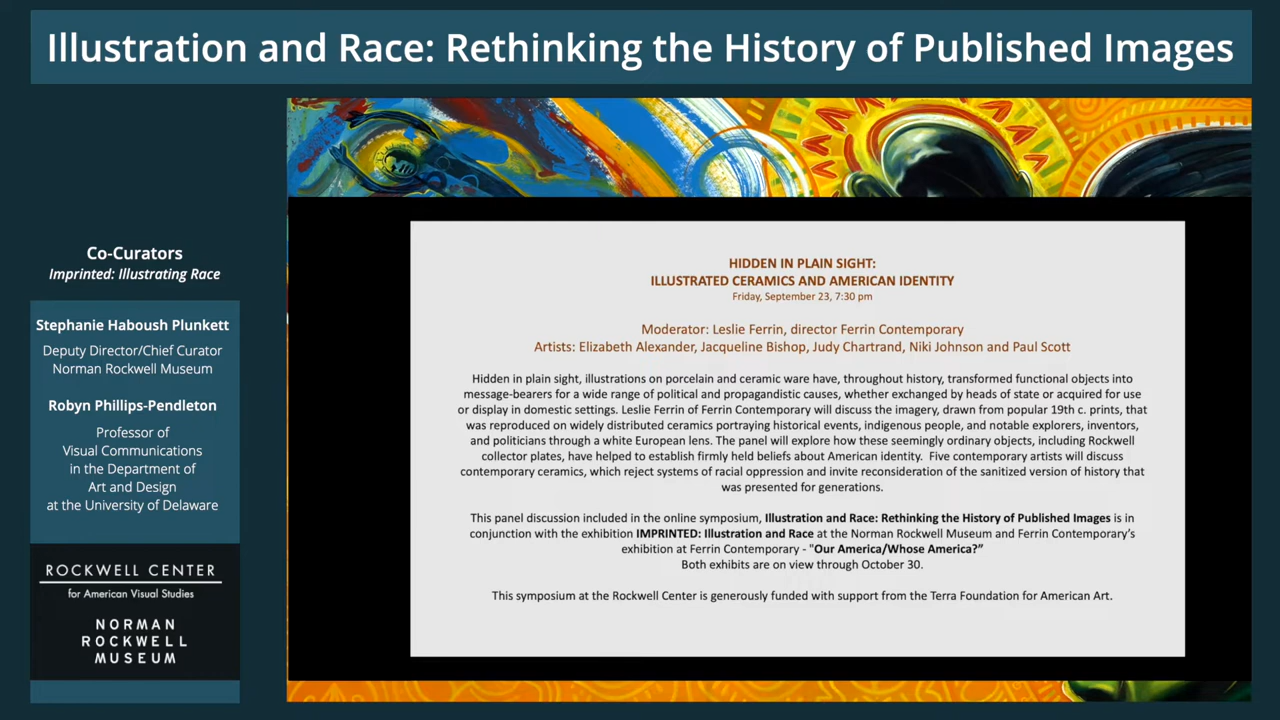 Illustration and Race: Rethinking the History of Published Images
Co-Curators
Imprinted: Illustrating Race
Stephanie Haboush Plunkett
Deputy Director/Chief Curator
Norman Rockwell Museum
Robyn Phillips-Pendleton
Professor of
Visual Communications
in the Department of
Art and Design
at the University of Delaware
ROCKWELL CENTER
for American Visual Studies
NORMAN
ROCKWELL
MUSEUM
HIDDEN IN PLAIN SIGHT:
ILLUSTRATED CERAMICS AND AMERICAN IDENTITY
Friday, September 23, 7:30 pm
Moderator: Leslie Ferrin, director Ferrin Contemporary
Artists: Elizabeth Alexander, Jacqueline Bishop, Judy Chartrand, Niki Johnson and Paul Scott
Hidden in plain sight, illustrations on porcelain and ceramic ware have, throughout history, transformed functional objects into
message-bearers for a wide range of political and propagandistic causes, whether exchanged by heads of state or acquired for use
or display in domestic settings. Leslie Ferrin of Ferrin Contemporary will discuss the imagery, drawn from popular 19th c. prints, that
was reproduced on widely distributed ceramics portraying historical events, indigenous people, and notable explorers, inventors,
and politicians through a white European lens. The panel will explore how these seemingly ordinary objects, including Rockwell
collector plates, have helped to establish firmly held beliefs about American identity. Five contemporary artists will discuss
contemporary ceramics, which reject systems of racial oppression and invite reconsideration of the sanitized version of history that
was presented for generations.
This panel discussion included in the online symposium, Illustration and Race: Rethinking the History of Published Images is in
conjunction with the exhibition IMPRINTED: Illustration and Race at the Norman Rockwell Museum and Ferrin Contemporary's
exhibition at Ferrin Contemporary - "Our America/Whose America?"
Both exhibits are on view through October 30.
This symposium at the Rockwell Center is generously funded with support from the Terra Foundation for American Art.